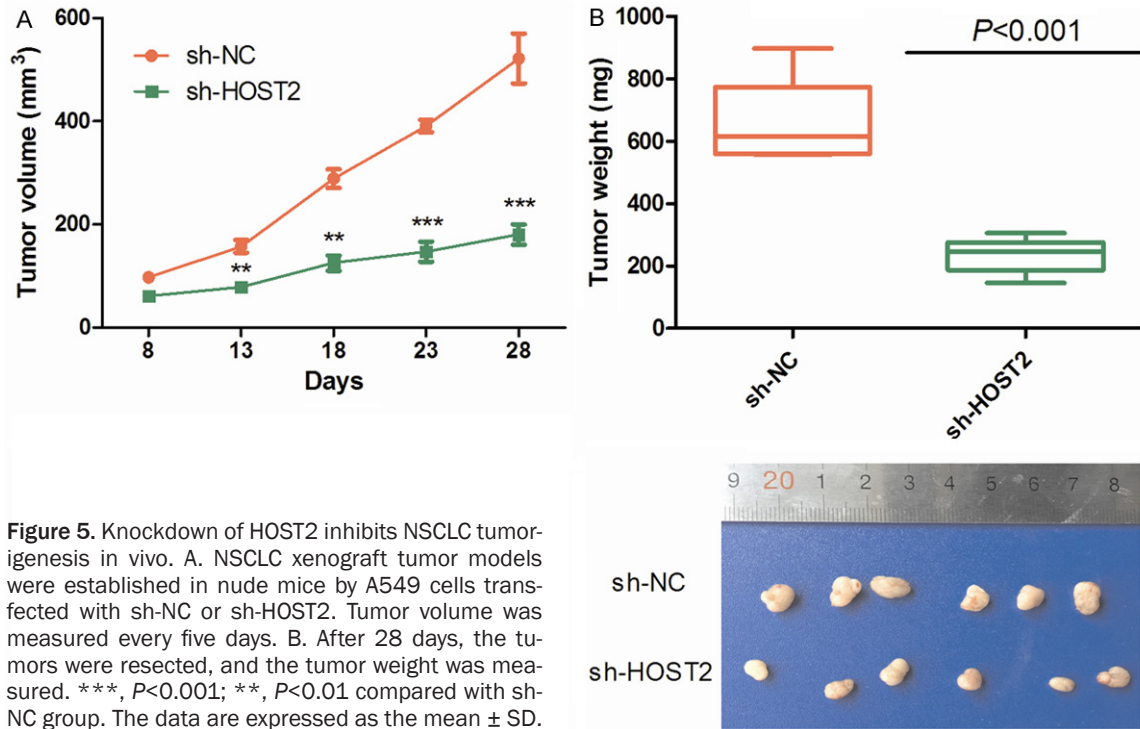 A
600
400
200
0
Tumor volume (mm³)
sh-NC
sh-HOST2
**
**
***
***
8 13 18 23 28
Days
B
1000
800
600
400
200
0
Tumor weight (mg)
P<0.001
sh-NC
sh-HOST2
9 20 1 2 3 4 5 6 7 8
sh-NC
sh-HOST2
Figure 5. Knockdown of HOST2 inhibits NSCLC tumor-
igenesis in vivo. A. NSCLC xenograft tumor models
were established in nude mice by A549 cells trans-
fected with sh-NC or sh-HOST2. Tumor volume was
measured every five days. B. After 28 days, the tu-
mors were resected, and the tumor weight was mea-
sured. ***, P<0.001; **, P<0.01 compared with sh-
NC group. The data are expressed as the mean ± SD.